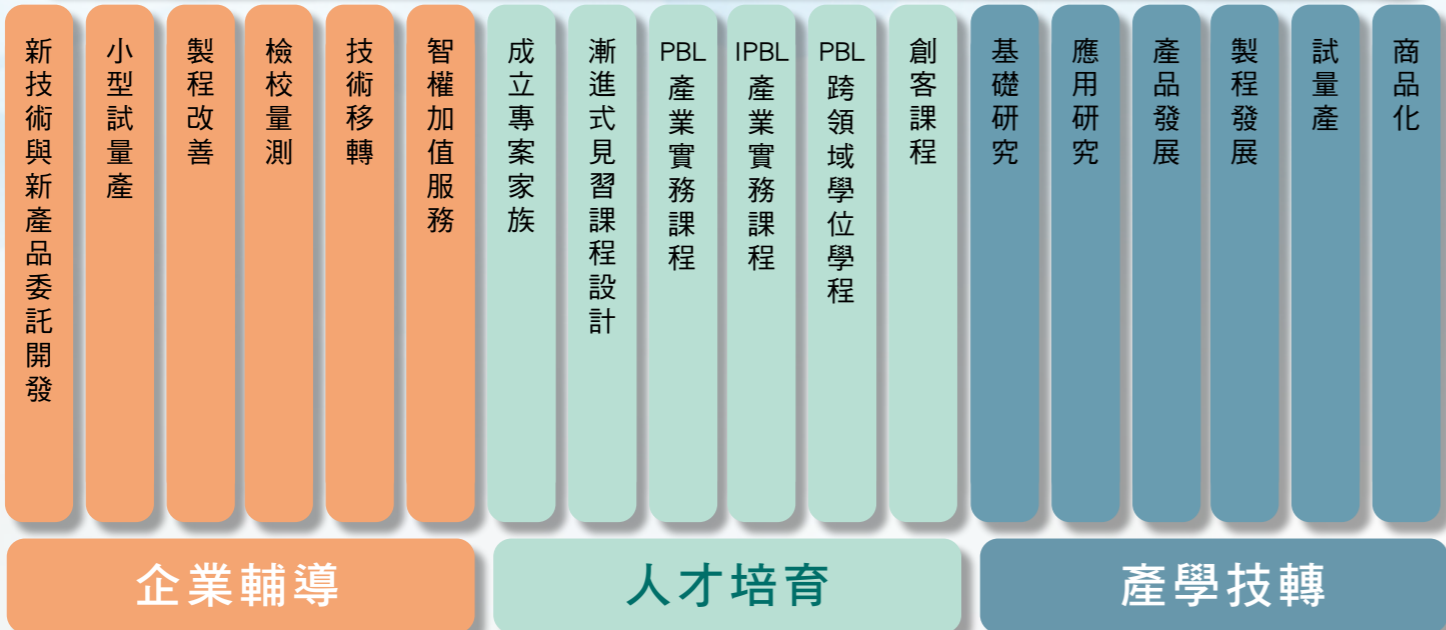 新技術與新產品委託開發
小型試量產
製程改善
檢校量測
技術移轉
智權加值服務
成立專案家族
漸進式見習課程設計
PBL產業實務課程
IPBL產業實務課程
PBL跨領域學位學程
創客課程
基礎研究
應用研究
產品發展
製程發展
試量產
商品化
企業輔導
人才培育
產學技轉